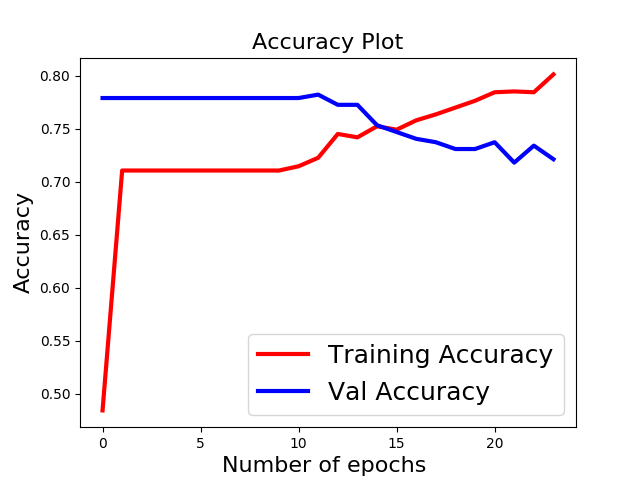 Accuracy Plot
0.80
0.75
0.70
0.65
0.60
0.55
0.50
Accuracy
Training Accuracy
Val Accuracy
0 5 10 15 20
Number of epochs